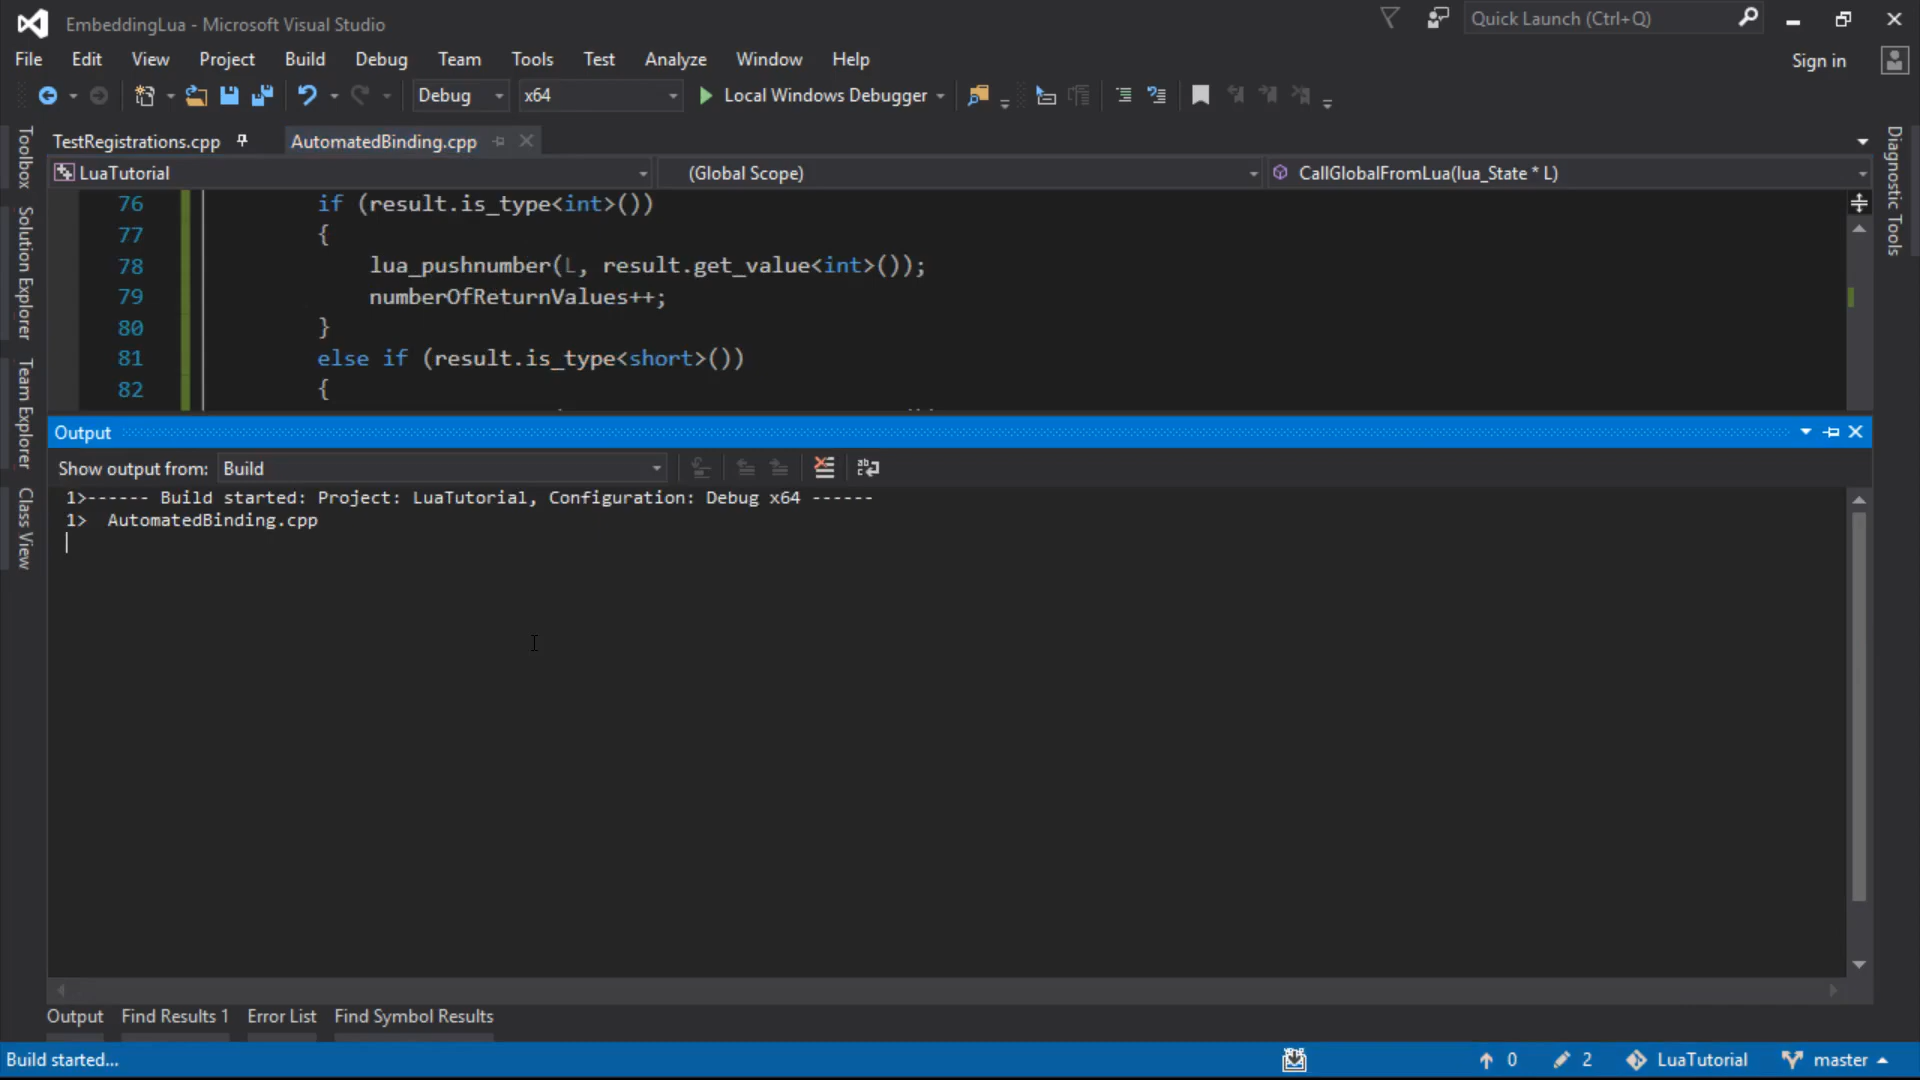 EmbeddingLua - Microsoft Visual Studio
Quick Launch (Ctrl+Q)
File Edit View Project Build Debug Team Tools Test Analyze Window Help
Sign in
Debug x64 Local Windows Debugger
TestRegistrations.cpp AutomatedBinding.cpp
LuaTutorial (Global Scope) CallGlobalFromLua(lua_State * L)
76 if (result.is_type<int>())
77 {
78 lua_pushnumber(L, result.get_value<int>());
79 numberOfReturnValues++;
80 }
81 else if (result.is_type<short>())
82 {
Output
Show output from: Build
1>------ Build started: Project: LuaTutorial, Configuration: Debug x64 ------
1> AutomatedBinding.cpp
Output Find Results 1 Error List Find Symbol Results
Build started...
0 2 LuaTutorial master
Toolbox
Solution Explorer
Team Explorer
Class View
Diagnostic Tools